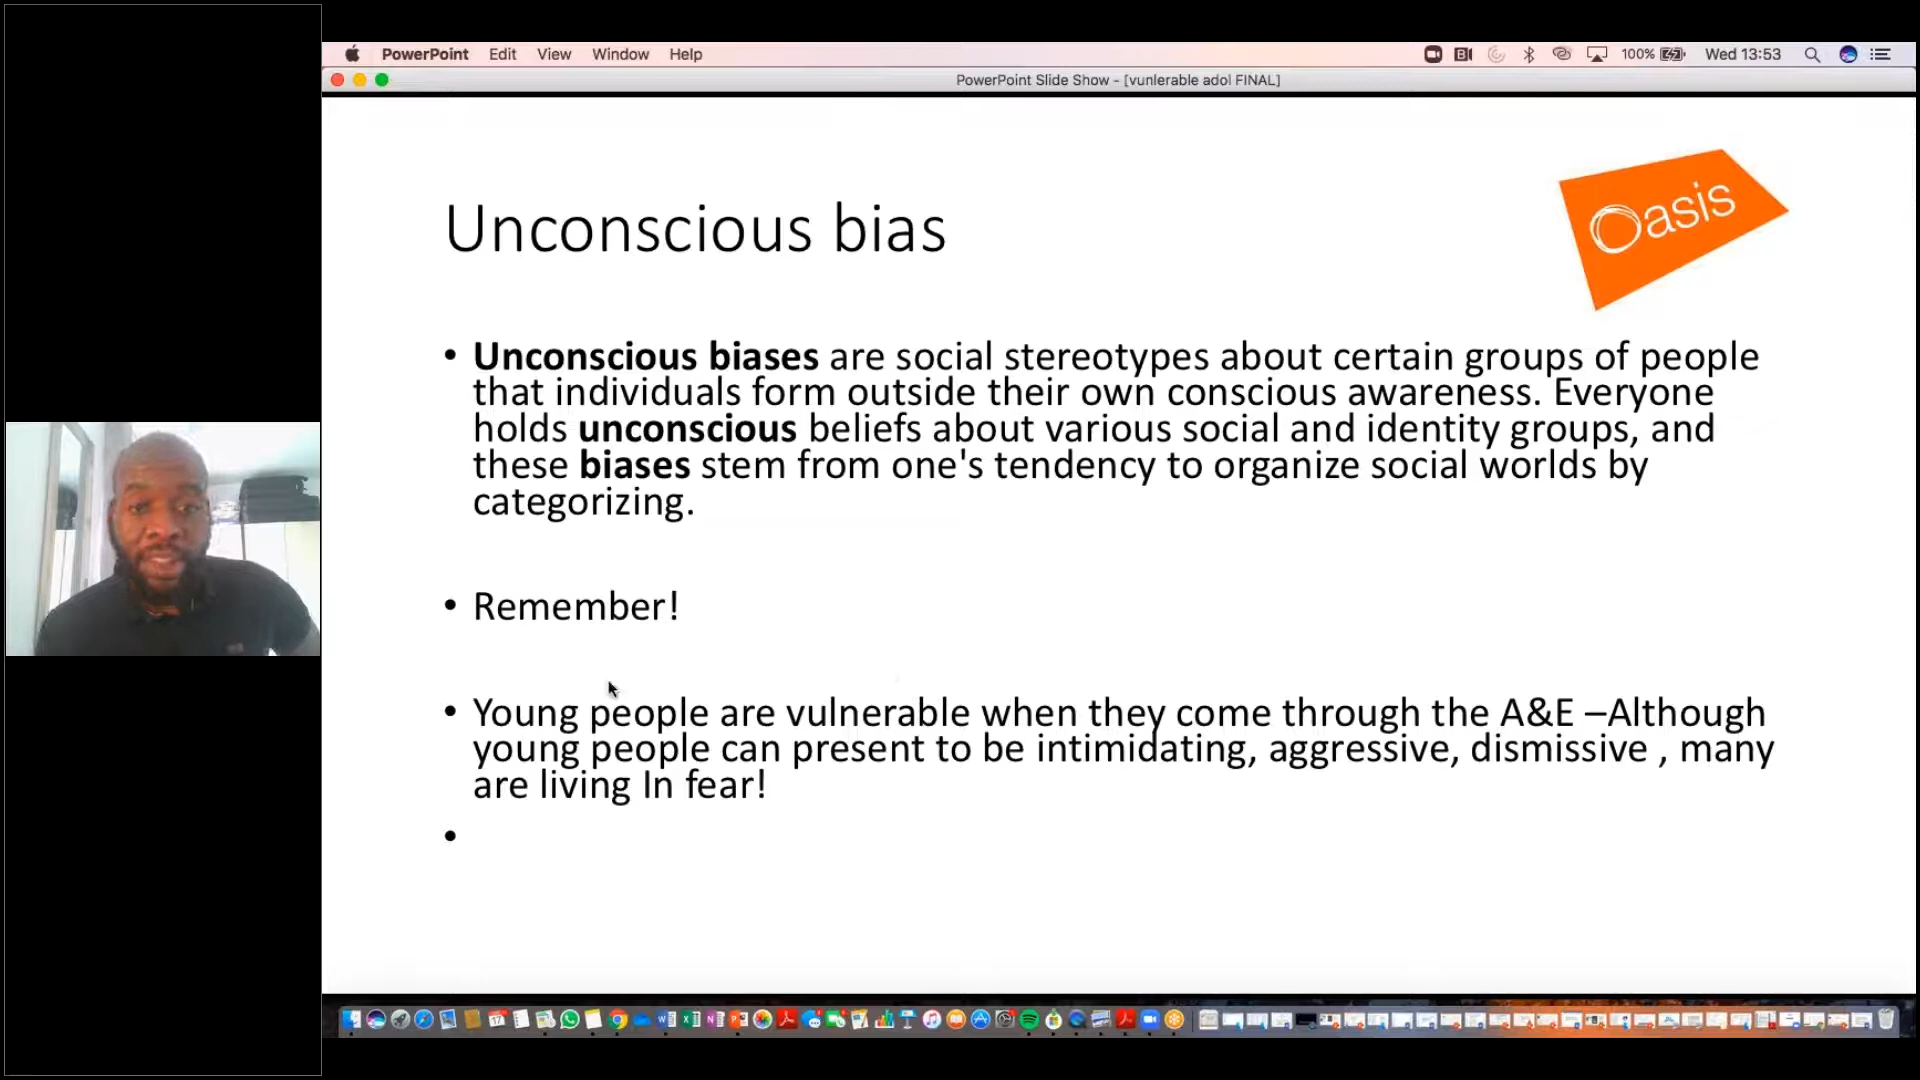 PowerPoint Edit View Window Help
100% Wed 13:53
PowerPoint Slide Show - [vunlerable adol FINAL]
Oasis
Unconscious bias
• Unconscious biases are social stereotypes about certain groups of people
that individuals form outside their own conscious awareness. Everyone
holds unconscious beliefs about various social and identity groups, and
these biases stem from one's tendency to organize social worlds by
categorizing.
• Remember!
• Young people are vulnerable when they come through the A&E –Although
young people can present to be intimidating, aggressive, dismissive , many
are living In fear!
•